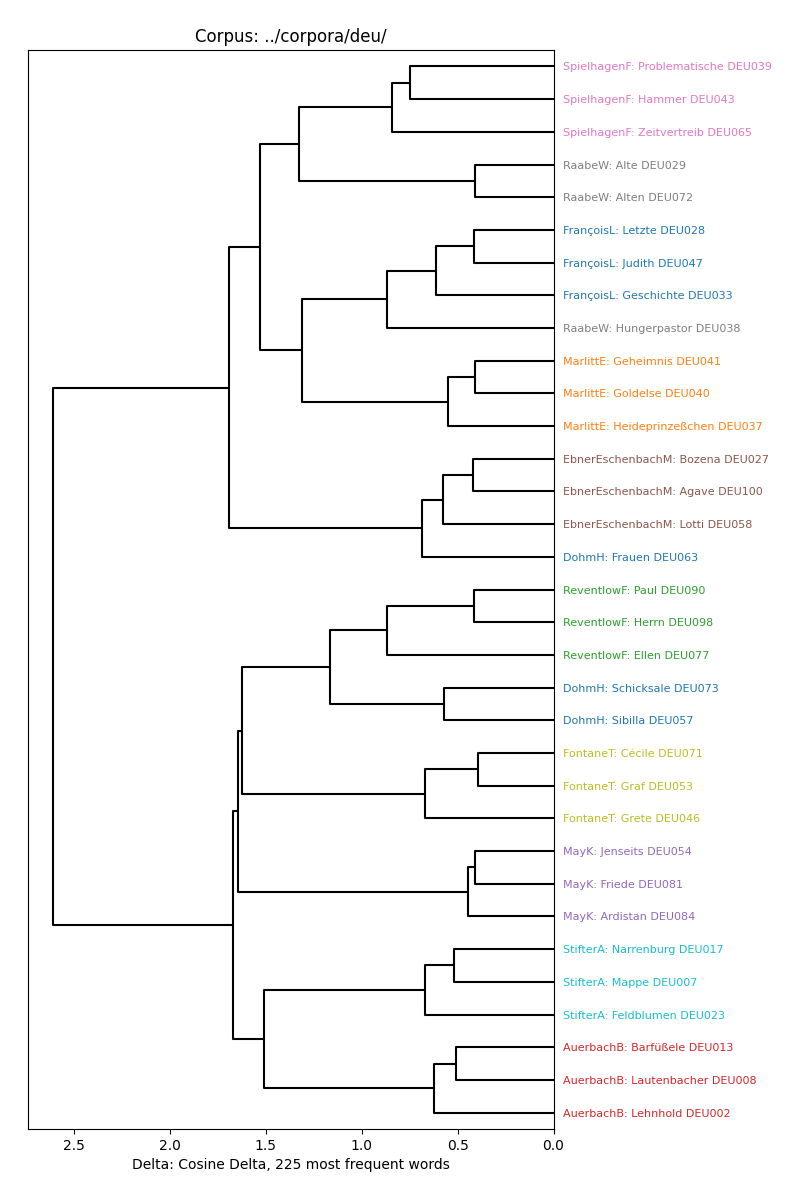 Corpus: ../corpora/deu/
SpielhagenF: Problematische DEU039
SpielhagenF: Hammer DEU043
SpielhagenF: Zeitvertreib DEU065
RaabeW: Alte DEU029
RaabeW: Alten DEU072
FrançoisL: Letzte DEU028
FrançoisL: Judith DEU047
FrançoisL: Geschichte DEU033
RaabeW: Hungerpastor DEU038
MarlittE: Geheimnis DEU041
MarlittE: Goldelse DEU040
MarlittE: Heideprinzeßchen DEU037
EbnerEschenbachM: Bozena DEU027
EbnerEschenbachM: Agave DEU100
EbnerEschenbachM: Lotti DEU058
DohmH: Frauen DEU063
ReventlowF: Paul DEU090
ReventlowF: Herrn DEU098
ReventlowF: Ellen DEU077
DohmH: Schicksale DEU073
DohmH: Sibilla DEU057
FontaneT: Cécile DEU071
FontaneT: Graf DEU053
FontaneT: Grete DEU046
MayK: Jenseits DEU054
MayK: Friede DEU081
MayK: Ardistan DEU084
StifterA: Narrenburg DEU017
StifterA: Mappe DEU007
StifterA: Feldblumen DEU023
AuerbachB: Barfüßele DEU013
AuerbachB: Lautenbacher DEU008
AuerbachB: Lehnhold DEU002
2.5 2.0 1.5 1.0 0.5 0.0
Delta: Cosine Delta, 225 most frequent words